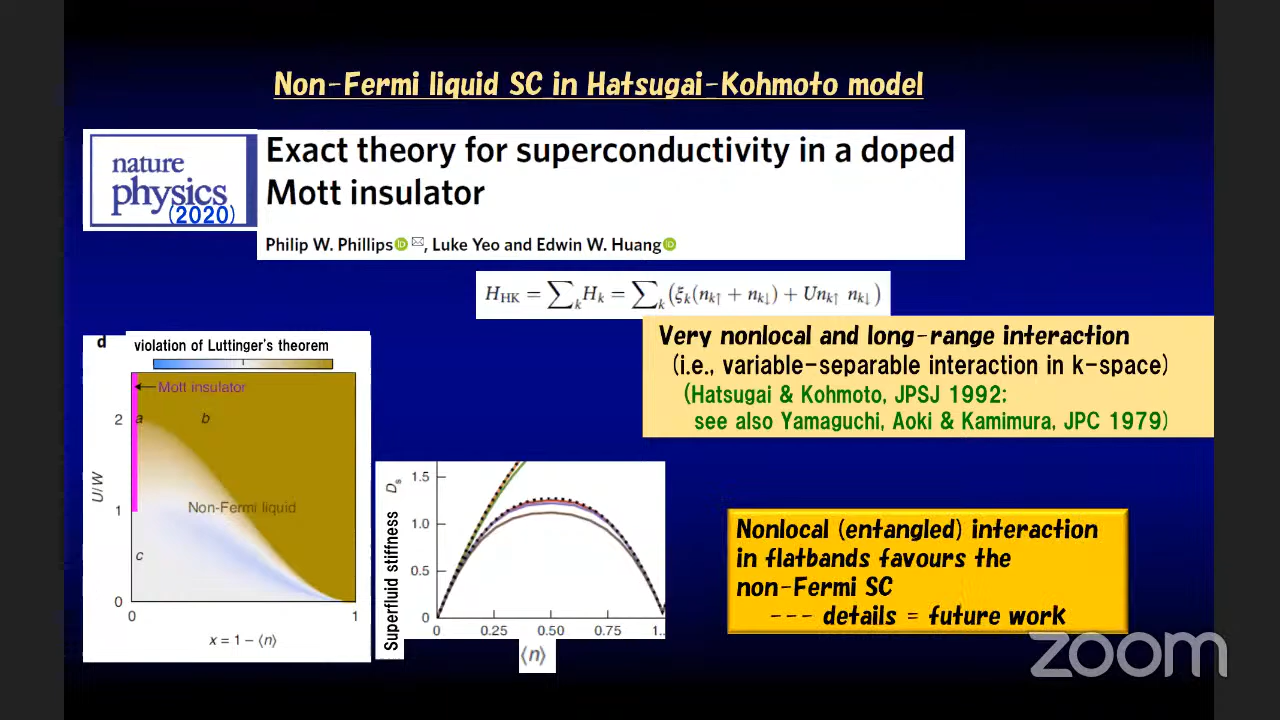 Non-Fermi liquid SC in Hatsugai-Kohmoto model
nature
physics
(2020)
Exact theory for superconductivity in a doped
Mott insulator
Philip W. Phillips, Luke Yeo and Edwin W. Huang
H_HK = ∑_k H_k = ∑_k (ξ_k(n_k↑ + n_k↓) + Un_k↑ n_k↓)
Very nonlocal and long-range interaction
(i.e., variable-separable interaction in k-space)
(Hatsugai & Kohmoto, JPSJ 1992:
see also Yamaguchi, Aoki & Kamimura, JPC 1979)
d
violation of Luttinger's theorem
Mott insulator
2
a
b
U/W
1
Non-Fermi liquid
c
0
0
1
x = 1 − ⟨n⟩
Superfluid stiffness
D_s
1.5
1.0
0.5
0
0
0.25
0.50
0.75
1..
⟨n⟩
Nonlocal (entangled) interaction
in flatbands favours the
non-Fermi SC
--- details = future work
zoom